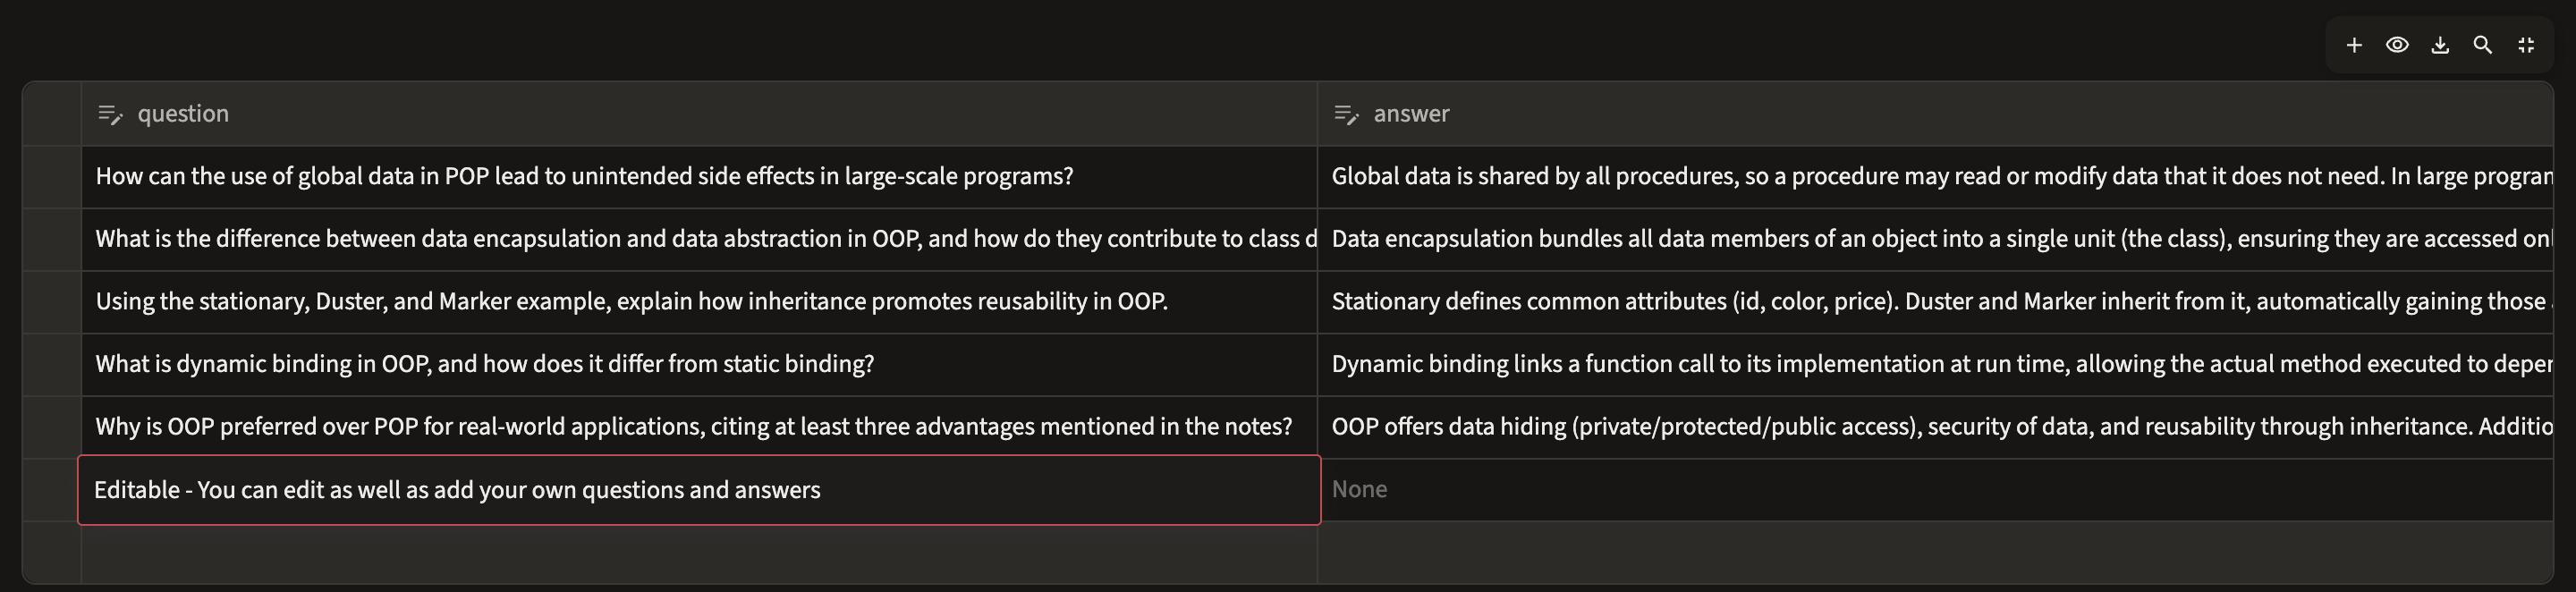 question answer
How can the use of global data in POP lead to unintended side effects in large-scale programs? Global data is shared by all procedures, so a procedure may read or modify data that it does not need. In large
What is the difference between data encapsulation and data abstraction in OOP, and how do they contribute to class Data encapsulation bundles all data members of an object into a single unit (the class), ensuring they are accessed
Using the stationary, Duster, and Marker example, explain how inheritance promotes reusability in OOP. Stationary defines common attributes (id, color, price). Duster and Marker inherit from it, automatically gaining those
What is dynamic binding in OOP, and how does it differ from static binding? Dynamic binding links a function call to its implementation at run time, allowing the actual method executed to
Why is OOP preferred over POP for real-world applications, citing at least three advantages mentioned in the notes? OOP offers data hiding (private/protected/public access), security of data, and reusability through inheritance.
Editable - You can edit as well as add your own questions and answers None